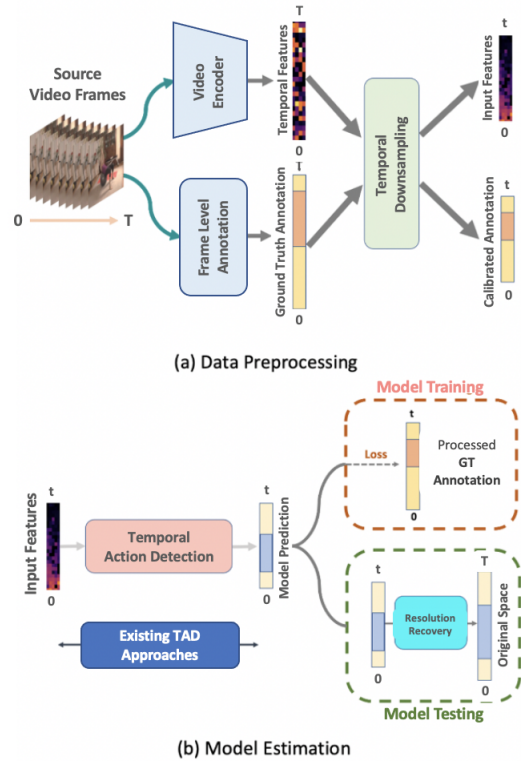 Source
Video Frames
0
T
Video
Encoder
Frame Level
Annotation
T
Temporal Features
0
T
Ground Truth Annotation
0
Temporal
Downsampling
t
Input Features
0
t
Calibrated Annotation
0
(a) Data Preprocessing
Model Training
t
Loss
Processed
GT
Annotation
0
t
Input Features
0
Temporal
Action Detection
t
Model Prediction
0
Existing TAD
Approaches
t
0
Resolution
Recovery
T
Original Space
0
Model Testing
(b) Model Estimation